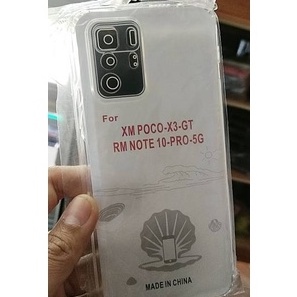 For
XM POCO-X3-GT
RM NOTE 10-PRO-5G
MADE IN CHINA